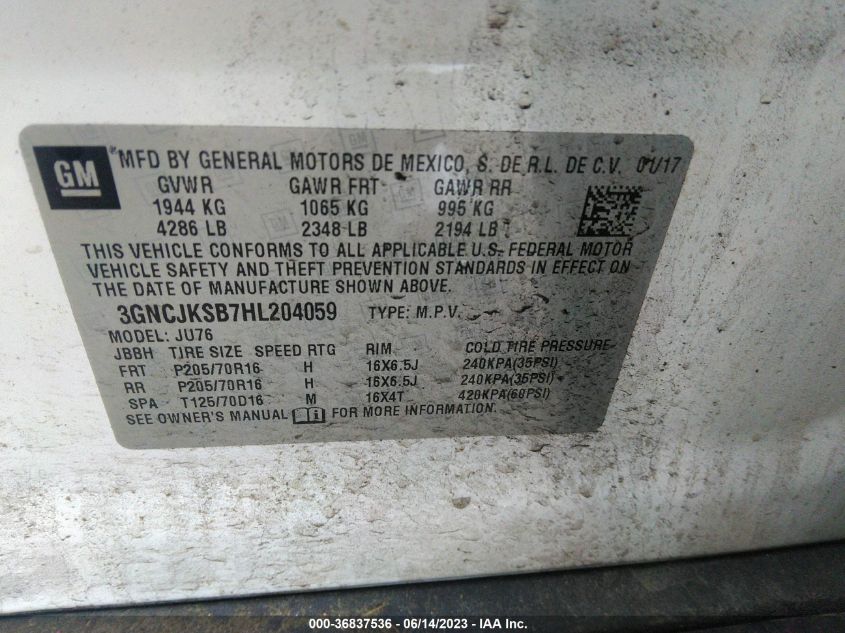 GM
MFD BY GENERAL MOTORS DE MEXICO, S. DE R.L. DE C.V. 01/17
GVWR GAWR FRT GAWR RR
1944 KG 1065 KG 995 KG
4286 LB 2348 LB 2194 LB
THIS VEHICLE CONFORMS TO ALL APPLICABLE U.S. FEDERAL MOTOR
VEHICLE SAFETY AND THEFT PREVENTION STANDARDS IN EFFECT ON
THE DATE OF MANUFACTURE SHOWN ABOVE.
3GNCJKSB7HL204059 TYPE: M.P.V.
MODEL: JU76
JBBH TIRE SIZE SPEED RTG RIM COLD TIRE PRESSURE
FRT P205/70R16 H 16X6.5J 240KPA(35PSI)
RR P205/70R16 H 16X6.5J 240KPA(35PSI)
SPA T125/70D16 M 16X4T 420KPA(60PSI)
SEE OWNER'S MANUAL FOR MORE INFORMATION.
000-36837536 - 06/14/2023 - IAA Inc.